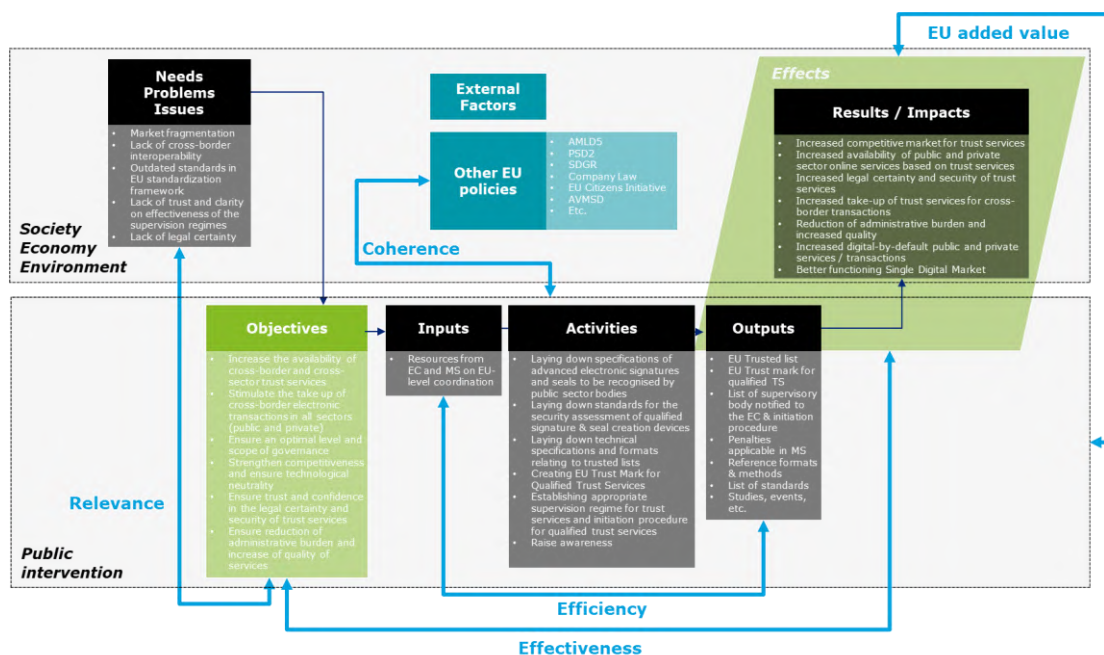 EU added value
Needs
Problems
Issues
• Market fragmentation
• Lack of cross-border
interoperability
• Outdated standards in
EU standardization
framework
• Lack of trust and clarity
on effectiveness of the
supervision regimes
• Lack of legal certainty
External
Factors
Other EU
policies
• AMLD5
• PSD2
• SDGR
• Company Law
• EU Citizens Initiative
• AVMSD
• Etc.
Effects
Results / Impacts
• Increased competitive market for trust services
• Increased availability of public and private
sector online services based on trust services
• Increased legal certainty and security of trust
services
• Increased take-up of trust services for cross-
border transactions
• Reduction of administrative burden and
increased quality
• Increased digital-by-default public and private
services / transactions
• Better functioning Single Digital Market
Society
Economy
Environment
Coherence
Objectives
• Increase the availability of
cross-border and cross-
sector trust services
• Stimulate the take up of
cross-border electronic
transactions in all sectors
(public and private)
• Ensure an optimal level and
scope of governance
• Strengthen competitiveness
and ensure technological
neutrality
• Ensure trust and confidence
in the legal certainty and
security of trust services
• Ensure reduction of
administrative burden and
increase of quality of
services
Inputs
• Resources from
EC and MS on EU-
level coordination
Activities
• Laying down specifications of
advanced electronic signatures
and seals to be recognised by
public sector bodies
• Laying down standards for the
security assessment of qualified
signature & seal creation devices
• Laying down technical
specifications and formats
relating to trusted lists
• Creating EU Trust Mark for
Qualified Trust Services
• Establishing appropriate
supervision regime for trust
services and initiation procedure
for qualified trust services
• Raise awareness
Outputs
• EU Trusted list
• EU Trust mark for
qualified TS
• List of supervisory
body notified to
the EC & initiation
procedure
• Penalties
applicable in MS
• Reference formats
& methods
• List of standards
• Studies, events,
etc.
Relevance
Public
intervention
Efficiency
Effectiveness